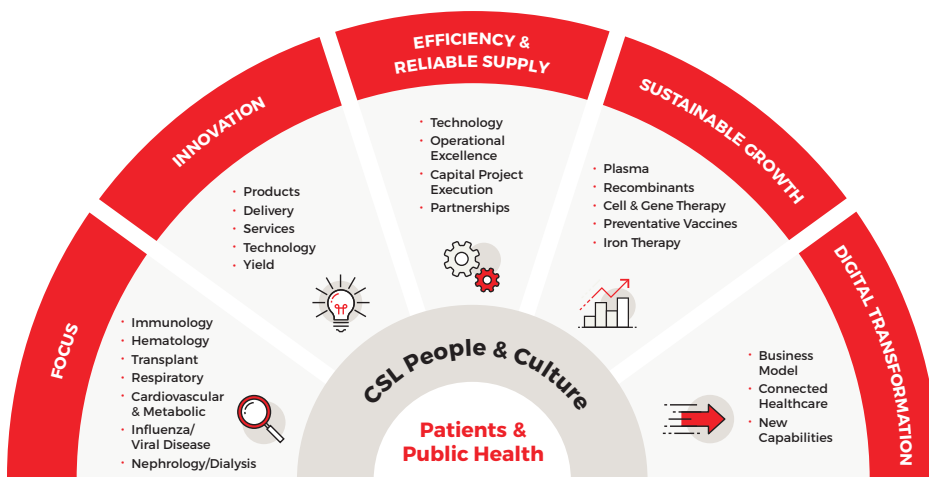 FOCUS
Immunology
Hematology
Transplant
Respiratory
Cardiovascular
& Metabolic
Influenza/
Viral Disease
Nephrology/Dialysis
INNOVATION
Products
Delivery
Services
Technology
Yield
EFFICIENCY &
RELIABLE SUPPLY
Technology
Operational
Excellence
Capital Project
Execution
Partnerships
SUSTAINABLE GROWTH
Plasma
Recombinants
Cell & Gene Therapy
Preventative Vaccines
Iron Therapy
DIGITAL TRANSFORMATION
Business
Model
Connected
Healthcare
New
Capabilities
CSL People & Culture
Patients &
Public Health